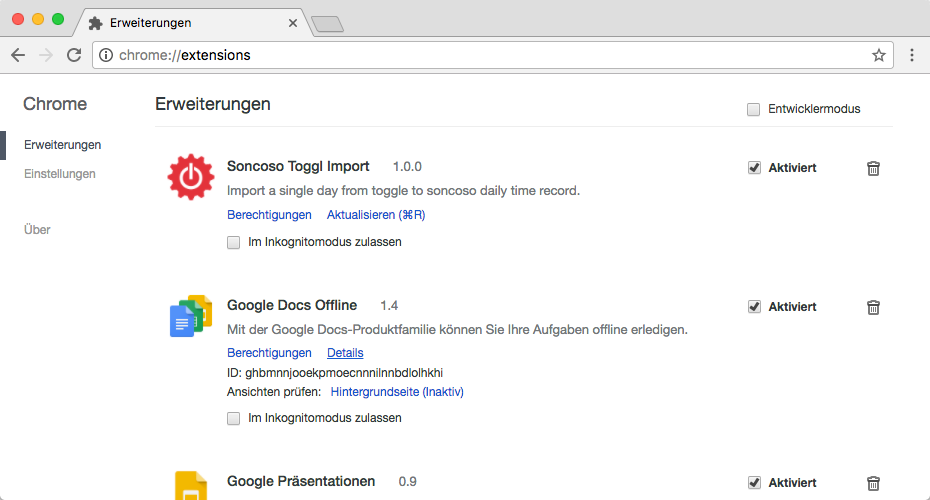 Erweiterungen
chrome://extensions
Chrome
Erweiterungen
Einstellungen
Über
Erweiterungen
Entwicklermodus
Soncoso Toggl Import 1.0.0
Aktiviert
Import a single day from toggle to soncoso daily time record.
Berechtigungen Aktualisieren (⌘R)
Im Inkognitomodus zulassen
Google Docs Offline 1.4
Aktiviert
Mit der Google Docs-Produktfamilie können Sie Ihre Aufgaben offline erledigen.
Berechtigungen Details
ID: ghbmnnjooekpmoecnnnilnnbdlolhkhi
Ansichten prüfen: Hintergrundseite (Inaktiv)
Im Inkognitomodus zulassen
Google Präsentationen 0.9
Aktiviert